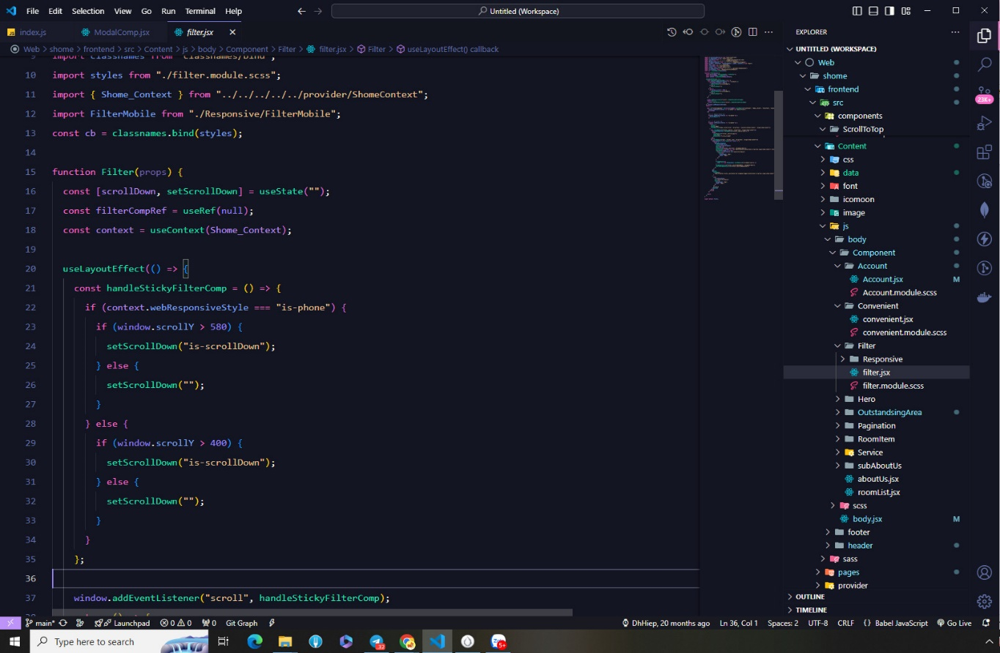 File Edit Selection View Go Run Terminal Help
Untitled (Workspace)
JS index.js ModalComp.jsx filter.jsx
Web > shome > frontend > src > Content > js > body > Component > Filter > filter.jsx > Filter > useLayoutEffect() callback
9 import classnames from "classnames/bind";
10 import styles from "./filter.module.scss";
11 import { Shome_Context } from "../../../../../provider/ShomeContext";
12 import FilterMobile from "./Responsive/FilterMobile";
13 const cb = classnames.bind(styles);
14
15 function Filter(props) {
16 const [scrollDown, setScrollDown] = useState("");
17 const filterCompRef = useRef(null);
18 const context = useContext(Shome_Context);
19
20 useLayoutEffect(() => {
21 const handleStickyFilterComp = () => {
22 if (context.webResponsiveStyle === "is-phone") {
23 if (window.scrollY > 580) {
24 setScrollDown("is-scrollDown");
25 } else {
26 setScrollDown("");
27 }
28 } else {
29 if (window.scrollY > 400) {
30 setScrollDown("is-scrollDown");
31 } else {
32 setScrollDown("");
33 }
34 }
35 };
36
37 window.addEventListener("scroll", handleStickyFilterComp);
EXPLORER
UNTITLED (WORKSPACE)
Web
shome
frontend
src
components
ScrollToTop
Content
css
data
font
icomoon
image
js
body
Component
Account
Account.jsx M
Account.module.scss
Convenient
convenient.jsx
convenient.module.scss
Filter
Responsive
filter.jsx
filter.module.scss
Hero
OutstandsingArea
Pagination
RoomItem
Service
subAboutUs
aboutUs.jsx
roomList.jsx
scss
body.jsx M
footer
header
sass
pages
provider
OUTLINE
TIMELINE
23K+
main* Launchpad 0 0 0 Git Graph
DhHiep, 20 months ago Ln 36, Col 1 Spaces: 2 UTF-8 CRLF {} Babel JavaScript Go Live
Type here to search
32
Zalo
5+